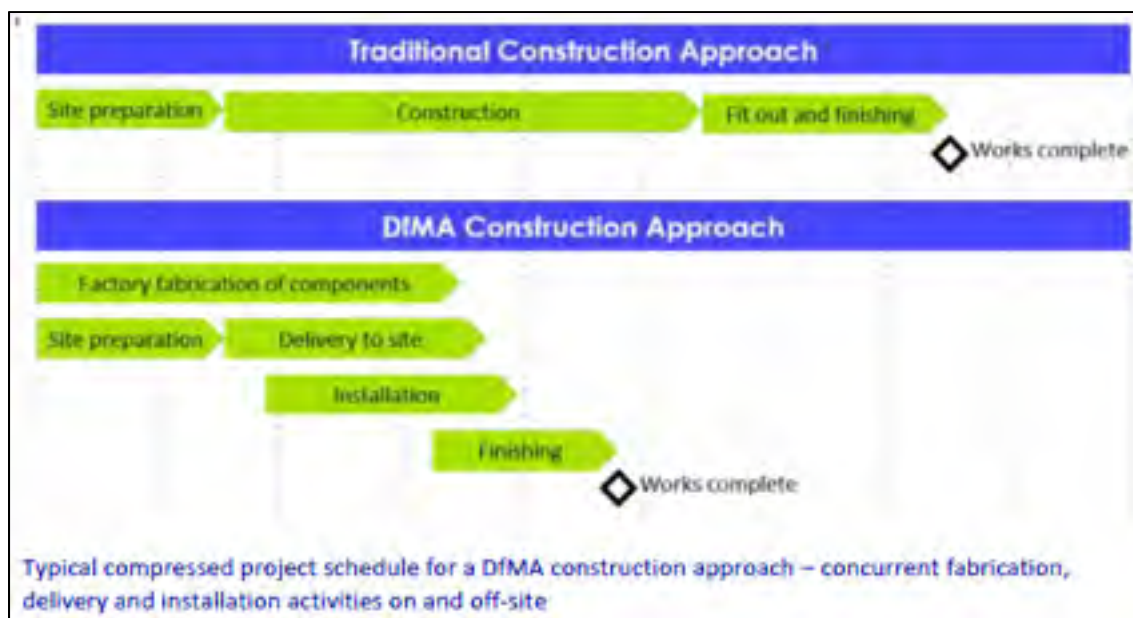 Traditional Construction Approach
Site preparation
Construction
Fit out and finishing
Works complete
DfMA Construction Approach
Factory fabrication of components
Site preparation
Delivery to site
Installation
Finishing
Works complete
Typical compressed project schedule for a DfMA construction approach – concurrent fabrication,
delivery and installation activities on and off-site